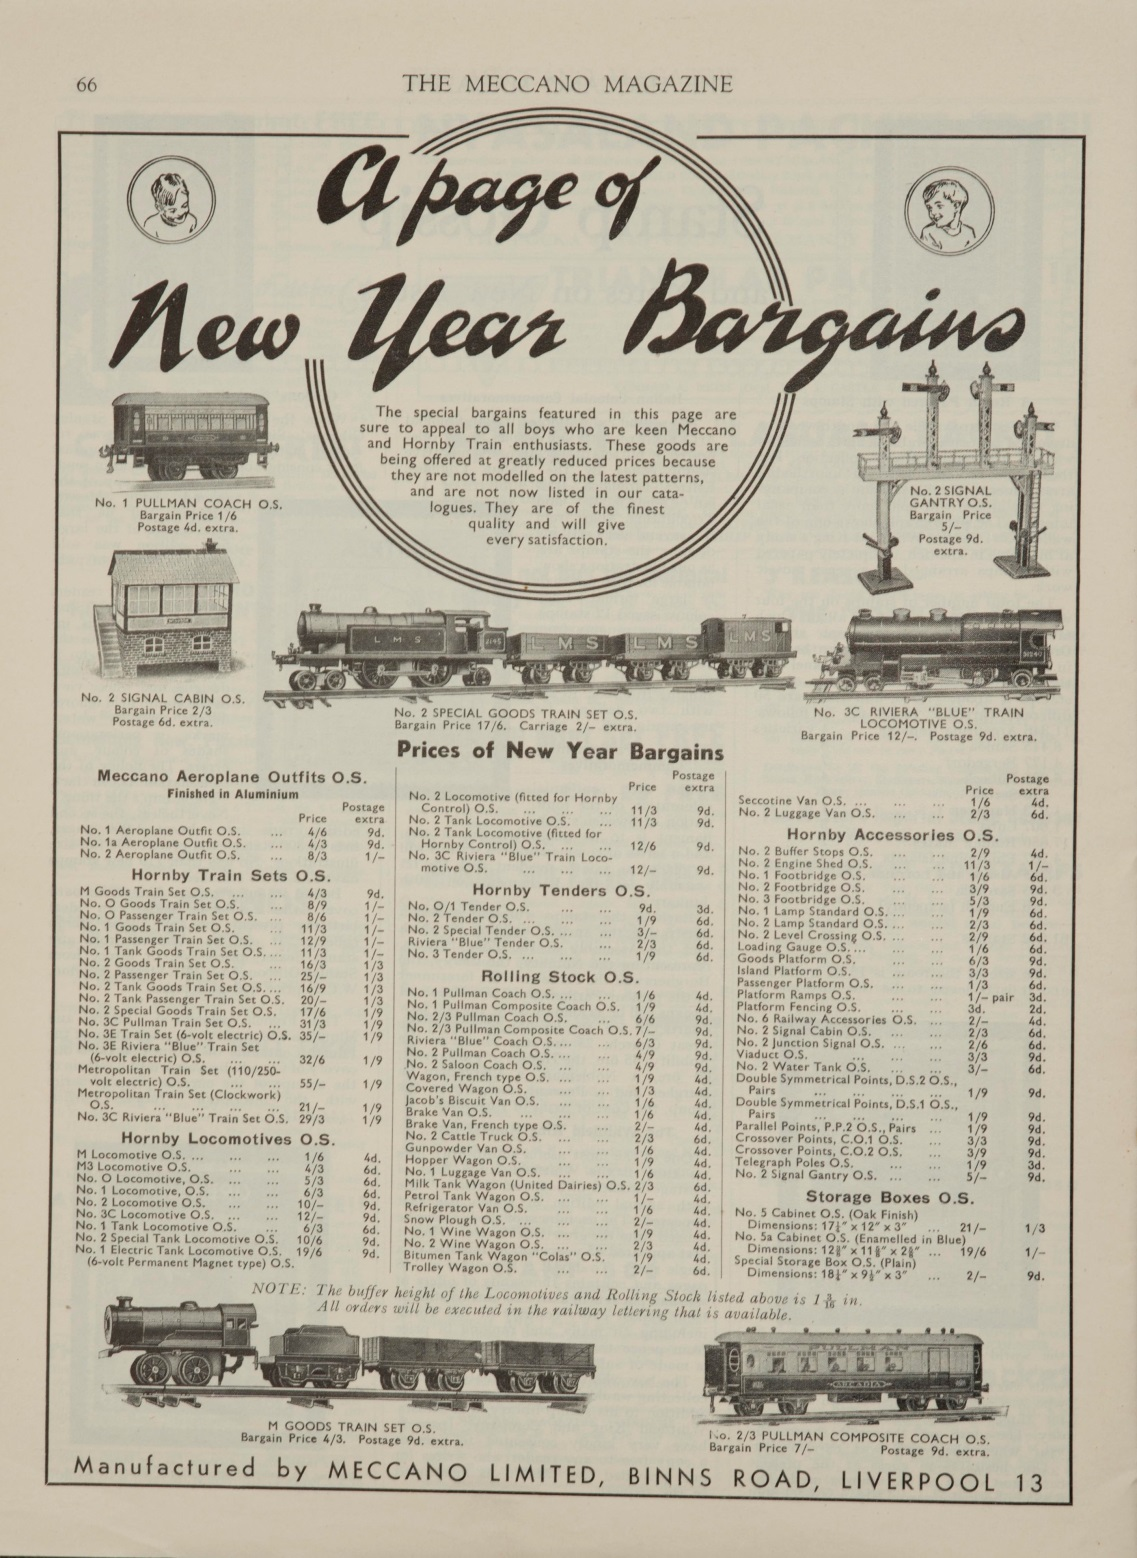 66
THE MECCANO MAGAZINE
A page of
New Year Bargains
The special bargains featured in this page are
sure to appeal to all boys who are keen Meccano
and Hornby Train enthusiasts. These goods are
being offered at greatly reduced prices because
they are not modelled on the latest patterns,
and are not now listed in our cata-
logues. They are of the finest
quality and will give
every satisfaction.
No. 1 PULLMAN COACH O.S.
Bargain Price 1/6
Postage 4d. extra.
No. 2 SIGNAL
GANTRY O.S.
Bargain Price
5/–
Postage 9d.
extra.
No. 2 SIGNAL CABIN O.S.
Bargain Price 2/3
Postage 6d. extra.
L M S
2145
L M S
L M S
L M S
No. 2 SPECIAL GOODS TRAIN SET O.S.
Bargain Price 17/6. Carriage 2/– extra.
No. 3C RIVIERA "BLUE" TRAIN
LOCOMOTIVE O.S.
Bargain Price 12/–. Postage 9d. extra.
Prices of New Year Bargains
Meccano Aeroplane Outfits O.S.
Finished in Aluminium
Price Postage extra
No. 1 Aeroplane Outfit O.S. ... 4/6 9d.
No. 1a Aeroplane Outfit O.S. ... 4/3 9d.
No. 2 Aeroplane Outfit O.S. ... 8/3 1/–
Hornby Train Sets O.S.
M Goods Train Set O.S. ... ... 4/3 9d.
No. O Goods Train Set O.S. ... 8/9 1/–
No. O Passenger Train Set O.S. ... 8/6 1/–
No. 1 Goods Train Set O.S. ... 11/3 1/–
No. 1 Passenger Train Set O.S. ... 12/9 1/–
No. 1 Tank Goods Train Set O.S. ... 11/3 1/–
No. 2 Goods Train Set O.S. ... 16/3 1/3
No. 2 Passenger Train Set O.S. ... 25/– 1/3
No. 2 Tank Goods Train Set O.S. ... 16/9 1/3
No. 2 Tank Passenger Train Set O.S. 20/– 1/3
No. 2 Special Goods Train Set O.S. 17/6 1/9
No. 3C Pullman Train Set O.S. ... 31/3 1/9
No. 3E Train Set (6-volt electric) O.S. 35/– 1/9
No. 3E Riviera "Blue" Train Set
(6-volt electric) O.S. ... ... 32/6 1/9
Metropolitan Train Set (110/250-
volt electric) O.S. ... ... 55/– 1/9
Metropolitan Train Set (Clockwork)
O.S. ... ... ... ... 21/– 1/9
No. 3C Riviera "Blue" Train Set O.S. 29/3 1/9
Hornby Locomotives O.S.
M Locomotive O.S. ... ... ... 1/6 4d.
M3 Locomotive O.S. ... ... 4/3 6d.
No. O Locomotive, O.S. ... ... 5/3 6d.
No. 1 Locomotive, O.S. ... ... 6/3 6d.
No. 2 Locomotive O.S. ... ... 10/– 9d.
No. 3C Locomotive O.S. ... ... 12/– 9d.
No. 1 Tank Locomotive O.S. ... 6/3 6d.
No. 2 Special Tank Locomotive O.S. 10/6 9d.
No. 1 Electric Tank Locomotive O.S. 19/6 9d.
(6-volt Permanent Magnet type) O.S.
Price Postage extra
No. 2 Locomotive (fitted for Hornby
Control) O.S. ... ... ... 11/3 9d.
No. 2 Tank Locomotive O.S. ... 11/3 9d.
No. 2 Tank Locomotive (fitted for
Hornby Control) O.S. ... ... 12/6 9d.
No. 3C Riviera "Blue" Train Loco-
motive O.S. ... ... ... 12/– 9d.
Hornby Tenders O.S.
No. O/1 Tender O.S. ... ... 9d. 3d.
No. 2 Tender O.S. ... ... ... 1/9 6d.
No. 2 Special Tender O.S. ... ... 3/– 6d.
Riviera "Blue" Tender O.S. ... 2/3 6d.
No. 3 Tender O.S. ... ... ... 1/9 6d.
Rolling Stock O.S.
No. 1 Pullman Coach O.S. ... ... 1/6 4d.
No. 1 Pullman Composite Coach O.S. 1/9 4d.
No. 2/3 Pullman Coach O.S. ... 6/6 9d.
No. 2/3 Pullman Composite Coach O.S. 7/– 9d.
Riviera "Blue" Coach O.S. ... ... 6/3 9d.
No. 2 Pullman Coach O.S. ... ... 4/9 9d.
No. 2 Saloon Coach O.S. ... ... 4/9 9d.
Wagon, French type O.S. ... ... 1/9 4d.
Covered Wagon O.S. ... ... 1/3 4d.
Jacob's Biscuit Van O.S. ... ... 1/6 4d.
Brake Van O.S. ... ... ... 1/6 4d.
Brake Van, French type O.S. ... 2/– 4d.
No. 2 Cattle Truck O.S. ... ... 2/3 6d.
Gunpowder Van O.S. ... ... 1/6 4d.
Hopper Wagon O.S. ... ... 1/9 4d.
No. 1 Luggage Van O.S. ... ... 1/6 4d.
Milk Tank Wagon (United Dairies) O.S. 2/3 6d.
Petrol Tank Wagon O.S. ... ... 1/– 4d.
Refrigerator Van O.S. ... ... 1/6 4d.
Snow Plough O.S. ... ... ... 2/– 4d.
No. 1 Wine Wagon O.S. ... ... 1/9 4d.
No. 2 Wine Wagon O.S. ... ... 2/3 4d.
Bitumen Tank Wagon "Colas" O.S. 1/9 4d.
Trolley Wagon O.S. ... ... 2/– 6d.
Price Postage extra
Seccotine Van O.S. ... ... ... 1/6 4d.
No. 2 Luggage Van O.S. ... ... 2/3 6d.
Hornby Accessories O.S.
No. 2 Buffer Stops O.S. ... ... 2/9 4d.
No. 2 Engine Shed O.S. ... ... 11/3 1/–
No. 1 Footbridge O.S. ... ... 1/6 6d.
No. 2 Footbridge O.S. ... ... 3/9 9d.
No. 3 Footbridge O.S. ... ... 5/3 9d.
No. 1 Lamp Standard O.S. ... ... 1/9 6d.
No. 2 Lamp Standard O.S. ... ... 2/3 6d.
No. 2 Level Crossing O.S. ... ... 2/9 6d.
Loading Gauge O.S. ... ... ... 1/6 6d.
Goods Platform O.S. ... ... 6/3 9d.
Island Platform O.S. ... ... 3/3 9d.
Passenger Platform O.S. ... ... 1/3 6d.
Platform Ramps O.S. ... ... 1/– pair 3d.
Platform Fencing O.S. ... ... 3d. 2d.
No. 6 Railway Accessories O.S. ... 2/– 4d.
No. 2 Signal Cabin O.S. ... ... 2/3 6d.
No. 2 Junction Signal O.S. ... ... 2/6 6d.
Viaduct O.S. ... ... ... 3/3 9d.
No. 2 Water Tank O.S. ... ... 3/– 6d.
Double Symmetrical Points, D.S.2 O.S.,
Pairs ... ... ... ... 1/9 9d.
Double Symmetrical Points, D.S.1 O.S.,
Pairs ... ... ... ... 1/9 9d.
Parallel Points, P.P.2 O.S., Pairs ... 1/9 9d.
Crossover Points, C.O.1 O.S. ... 3/3 9d.
Crossover Points, C.O.2 O.S. ... 3/9 9d.
Telegraph Poles O.S. ... ... 1/9 3d.
No. 2 Signal Gantry O.S. ... ... 5/– 9d.
Storage Boxes O.S.
No. 5 Cabinet O.S. (Oak Finish)
Dimensions: 17¼" x 12" x 3" ... 21/– 1/3
No. 5a Cabinet O.S. (Enamelled in Blue)
Dimensions: x x ... 19/6 1/–
Special Storage Box O.S. (Plain)
Dimensions: x x 3" ... 2/– 9d.
NOTE: The buffer height of the Locomotives and Rolling Stock listed above is 1 3/16 in.
All orders will be executed in the railway lettering that is available.
PULLMAN
ARCADIA
M GOODS TRAIN SET O.S.
Bargain Price 4/3. Postage 9d. extra.
No. 2/3 PULLMAN COMPOSITE COACH O.S.
Bargain Price 7/– Postage 9d. extra.
Manufactured by MECCANO LIMITED, BINNS ROAD, LIVERPOOL 13